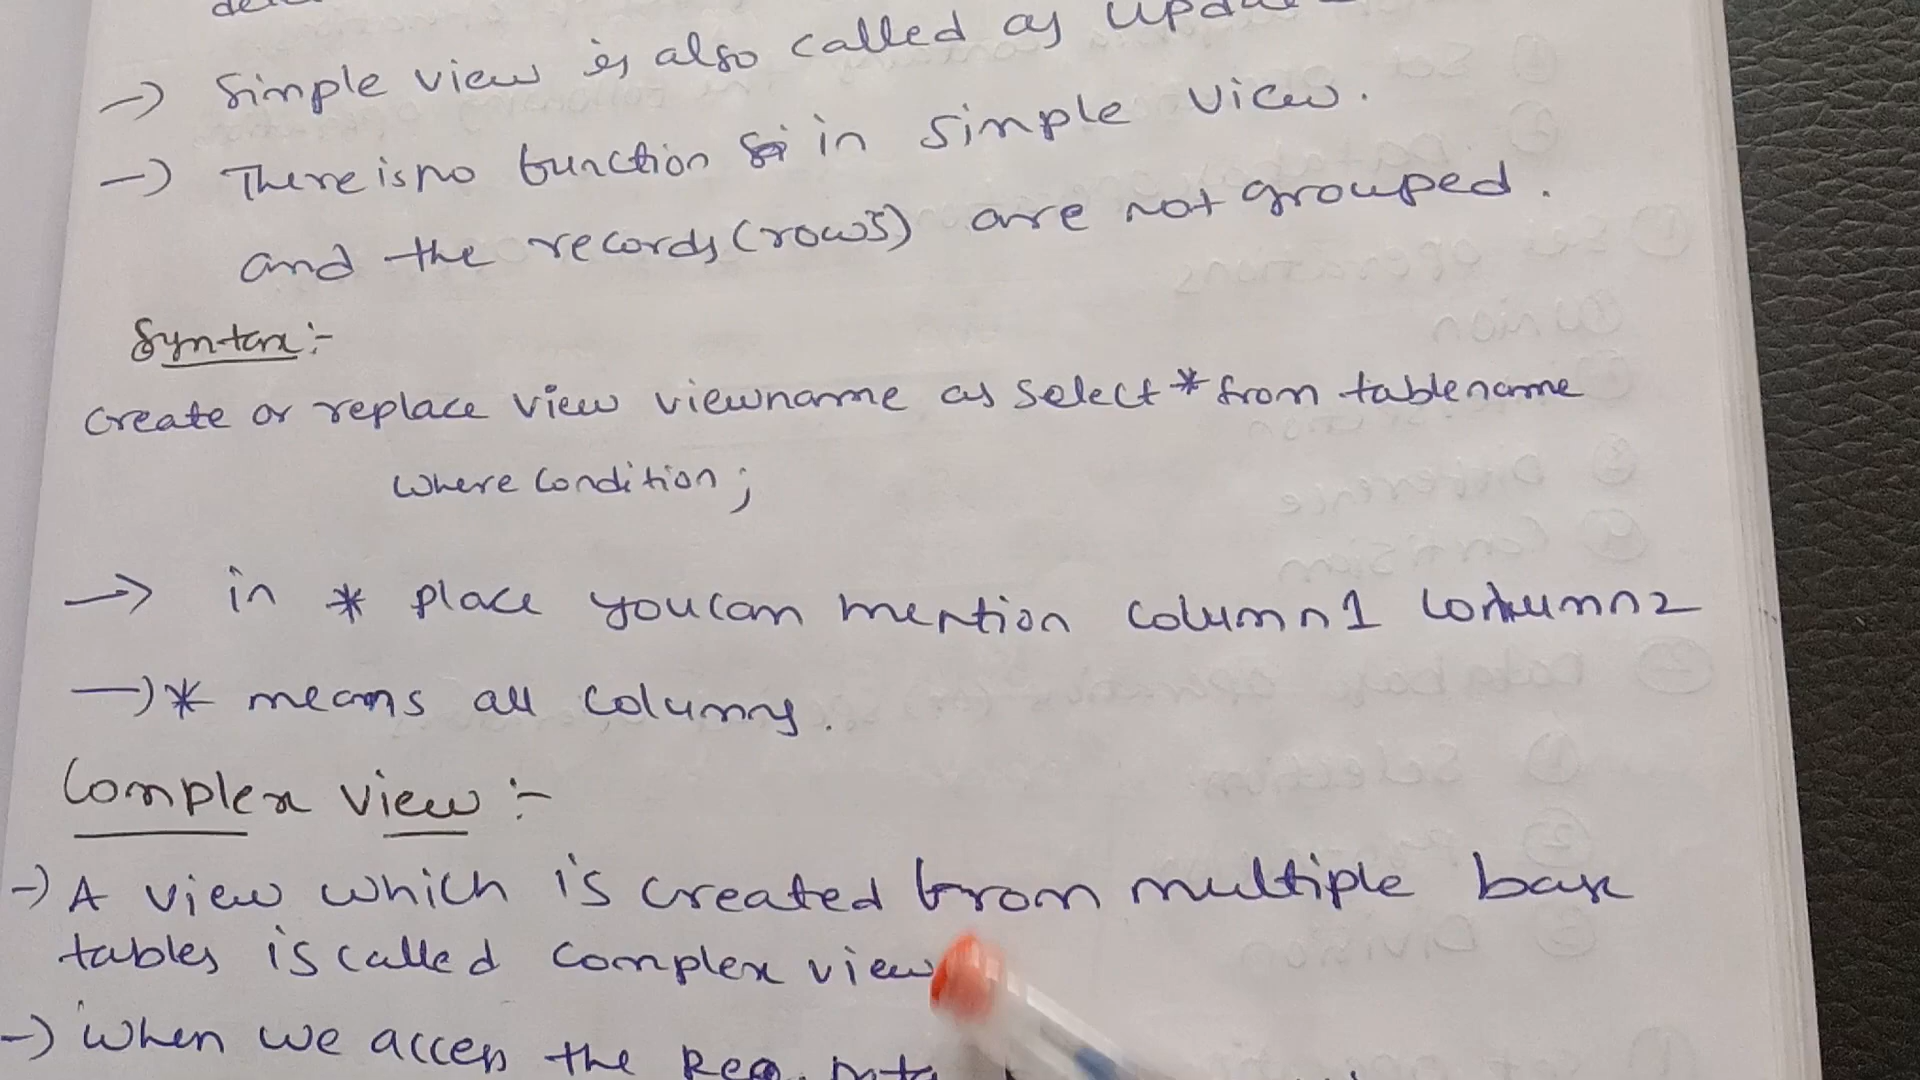 -> Simple view is also called as
-> There is no function in simple view.
and the records (rows) are not grouped.
Syntax:-
create or replace view viewname as select * from tablename
where condition;
-> in * place you can mention column1 column2
-> * means all columns.
Complex view :-
-> A view which is created from multiple base
tables is called complex view
-> When we access the Req. Data